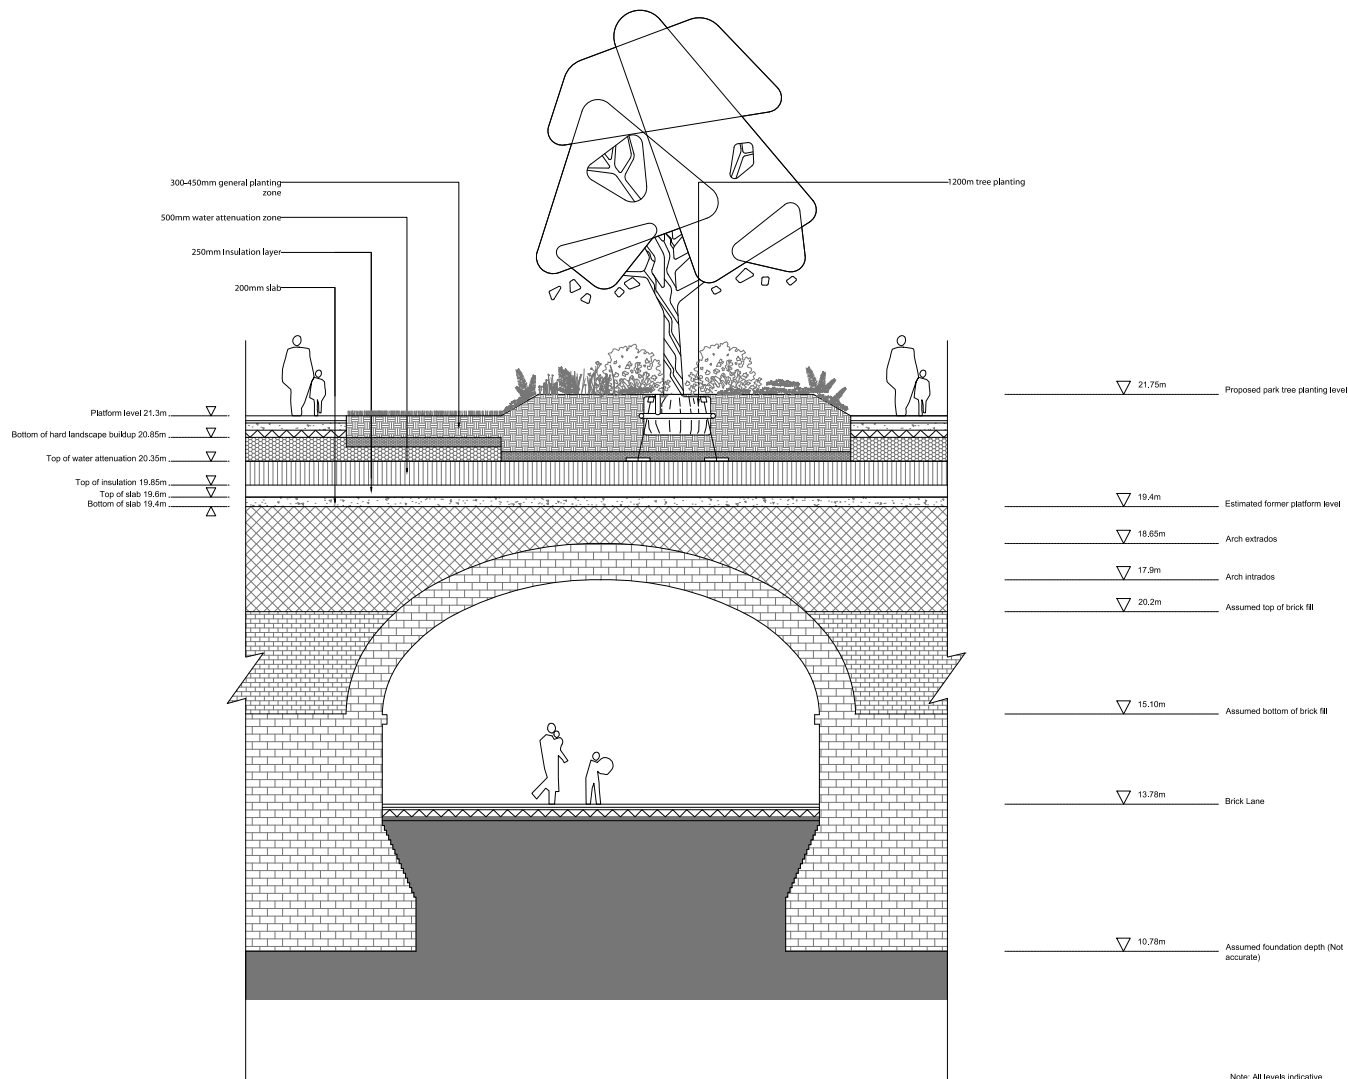 300-450mm general planting
zone
1200m tree planting
500mm water attenuation zone
250mm Insulation layer
200mm slab
21.75m
Proposed park tree planting level
Platform level 21.3m
Bottom of hard landscape buildup 20.85m
Top of water attenuation 20.35m
Top of insulation 19.85m
Top of slab 19.6m
Bottom of slab 19.4m
19.4m
Estimated former platform level
18.65m
Arch extrados
17.9m
Arch intrados
20.2m
Assumed top of brick fill
15.10m
Assumed bottom of brick fill
13.78m
Brick Lane
10.78m
Assumed foundation depth (Not
accurate)
Note: All levels indicative